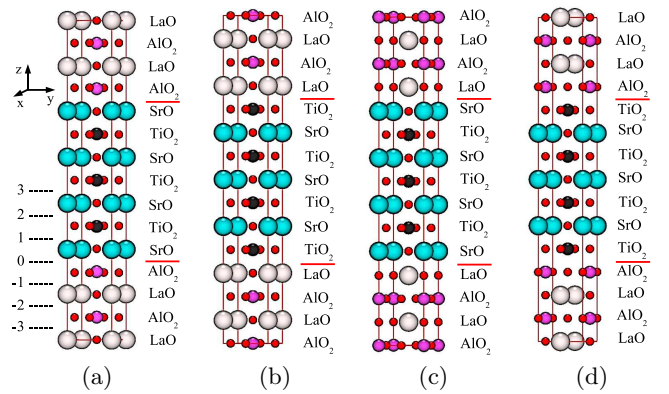 z
x
y
3
2
1
0
-1
-2
-3
LaO
AlO₂
LaO
AlO₂
SrO
TiO₂
SrO
TiO₂
SrO
TiO₂
SrO
AlO₂
LaO
AlO₂
LaO
(a)
AlO₂
LaO
AlO₂
LaO
TiO₂
SrO
TiO₂
SrO
TiO₂
SrO
TiO₂
LaO
AlO₂
LaO
AlO₂
(b)
AlO₂
LaO
AlO₂
LaO
SrO
TiO₂
SrO
TiO₂
SrO
TiO₂
SrO
LaO
AlO₂
LaO
AlO₂
(c)
LaO
AlO₂
LaO
AlO₂
TiO₂
SrO
TiO₂
SrO
TiO₂
SrO
TiO₂
AlO₂
LaO
AlO₂
LaO
(d)